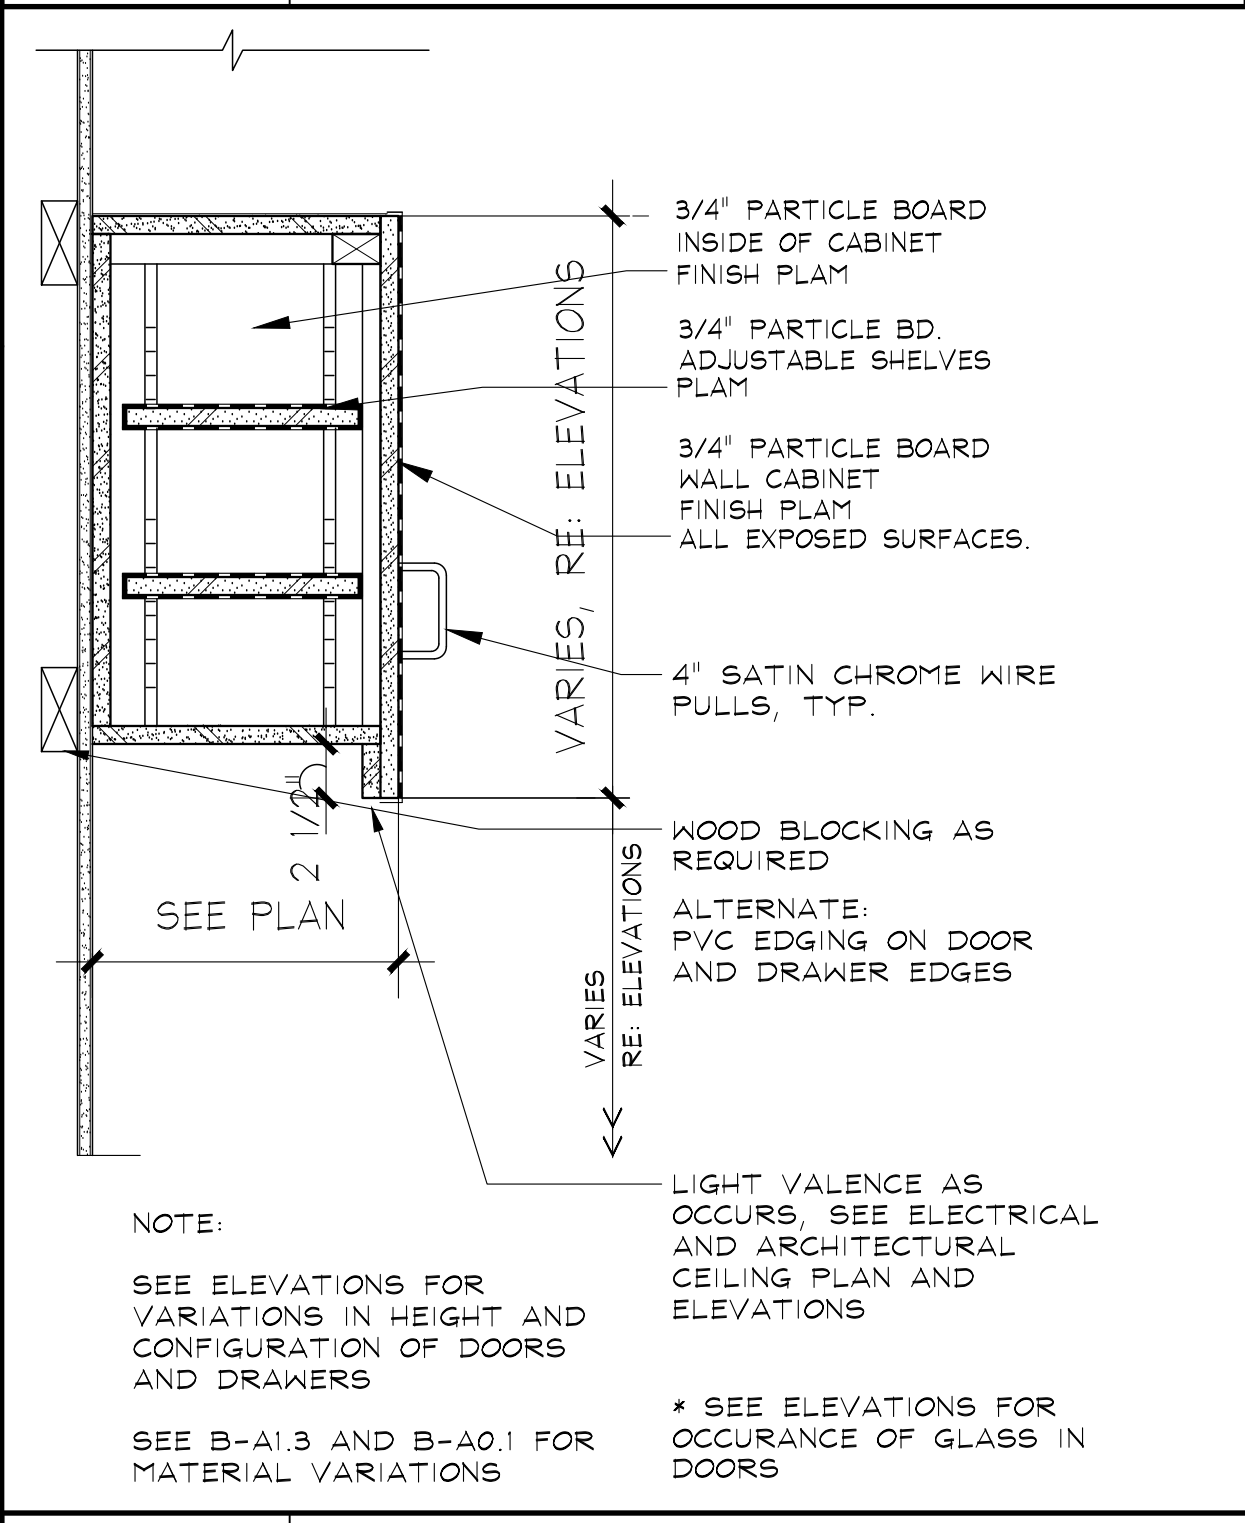 3/4" PARTICLE BOARD
INSIDE OF CABINET
FINISH PLAM
3/4" PARTICLE BD.
ADJUSTABLE SHELVES
PLAM
3/4" PARTICLE BOARD
WALL CABINET
FINISH PLAM
ALL EXPOSED SURFACES.
VARIES, RE: ELEVATIONS
4" SATIN CHROME WIRE
PULLS, TYP.
2 1/2"
WOOD BLOCKING AS
REQUIRED
SEE PLAN
ALTERNATE:
PVC EDGING ON DOOR
AND DRAWER EDGES
VARIES
RE: ELEVATIONS
LIGHT VALENCE AS
OCCURS, SEE ELECTRICAL
AND ARCHITECTURAL
CEILING PLAN AND
ELEVATIONS
NOTE:
SEE ELEVATIONS FOR
VARIATIONS IN HEIGHT AND
CONFIGURATION OF DOORS
AND DRAWERS
SEE B-A1.3 AND B-A0.1 FOR
MATERIAL VARIATIONS
* SEE ELEVATIONS FOR
OCCURANCE OF GLASS IN
DOORS